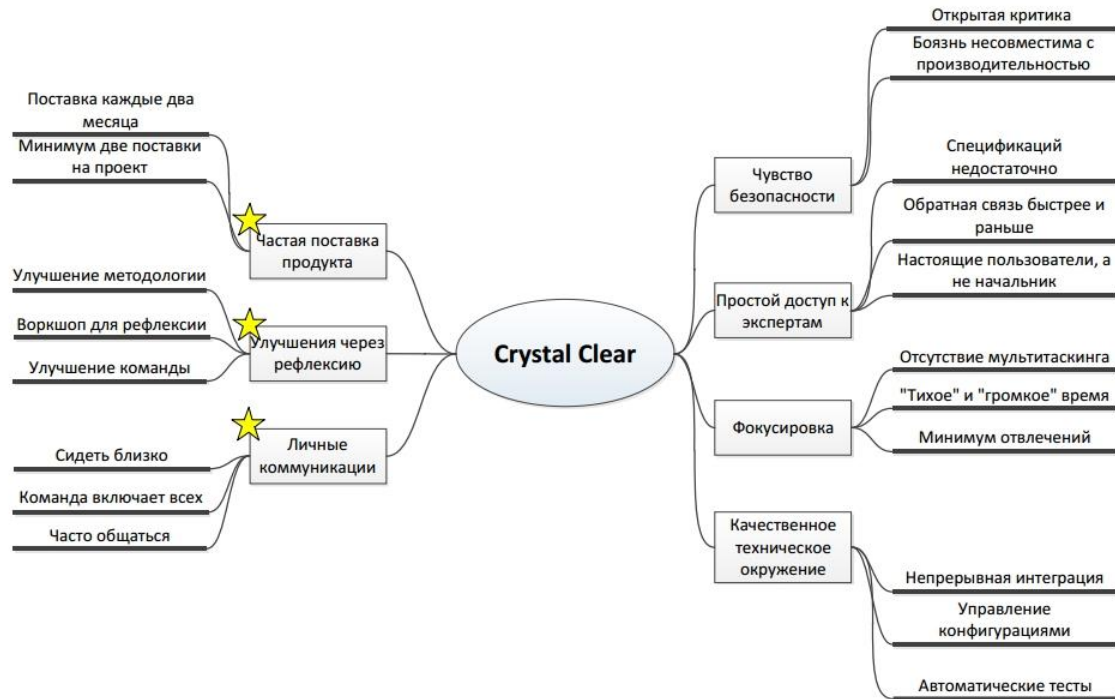 Поставка каждые два
месяца
Минимум две поставки
на проект
Частая поставка
продукта
Улучшение методологии
Воркшоп для рефлексии
Улучшение команды
Улучшения через
рефлексию
Сидеть близко
Команда включает всех
Часто общаться
Личные
коммуникации
Crystal Clear
Чувство
безопасности
Открытая критика
Боязнь несовместима с
производительностью
Простой доступ к
экспертам
Спецификаций
недостаточно
Обратная связь быстрее и
раньше
Настоящие пользователи, а
не начальник
Фокусировка
Отсутствие мультитаскинга
"Тихое" и "громкое" время
Минимум отвлечений
Качественное
техническое
окружение
Непрерывная интеграция
Управление
конфигурациями
Автоматические тесты